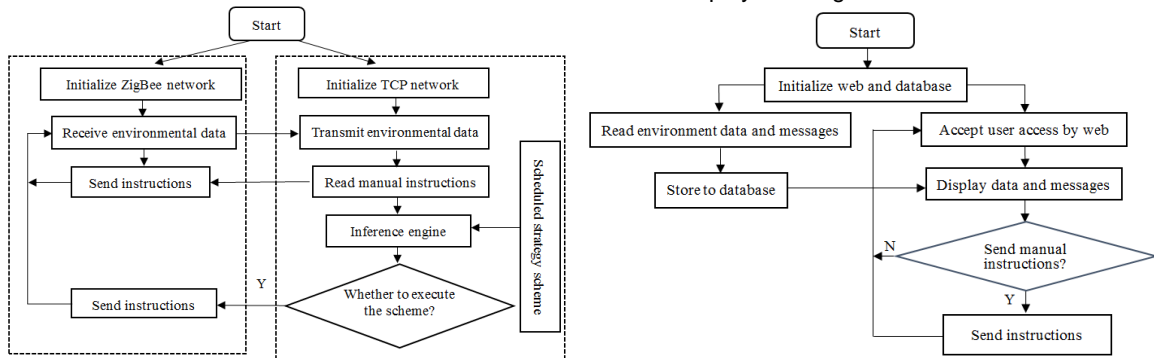 Start
Initialize ZigBee network
Receive environmental data
Send instructions
Send instructions
Initialize TCP network
Transmit environmental data
Read manual instructions
Inference engine
Whether to execute
the scheme?
Y
Scheduled strategy scheme
Start
Initialize web and database
Read environment data and messages
Store to database
Accept user access by web
Display data and messages
Send manual
instructions?
N
Y
Send instructions